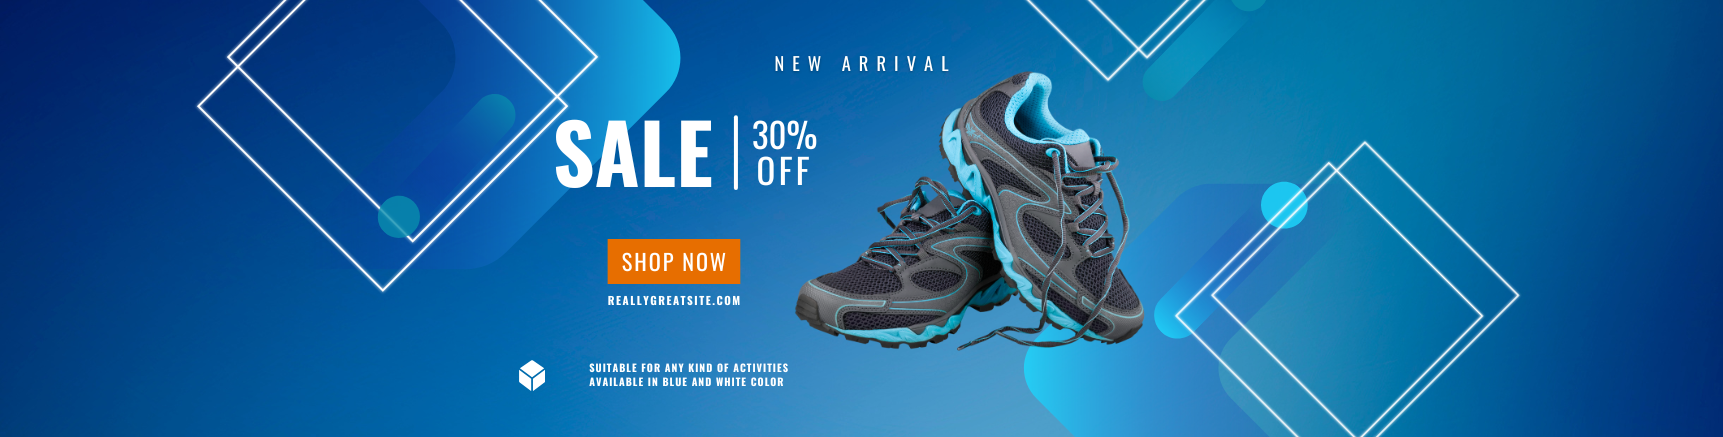 NEW ARRIVAL
SALE
30%
OFF
SHOP NOW
REALLYGREATSITE.COM
SUITABLE FOR ANY KIND OF ACTIVITIES
AVAILABLE IN BLUE AND WHITE COLOR